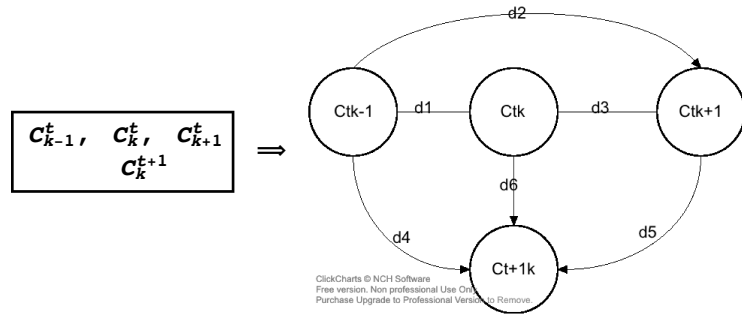 C^t_{k-1}, C^t_k, C^t_{k+1}
C^{t+1}_k
⟹
d2
Ctk-1
d1
Ctk
d3
Ctk+1
d6
d4
d5
Ct+1k
ClickCharts © NCH Software
Free version. Non professional Use Only
Purchase Upgrade to Professional Version to Remove.